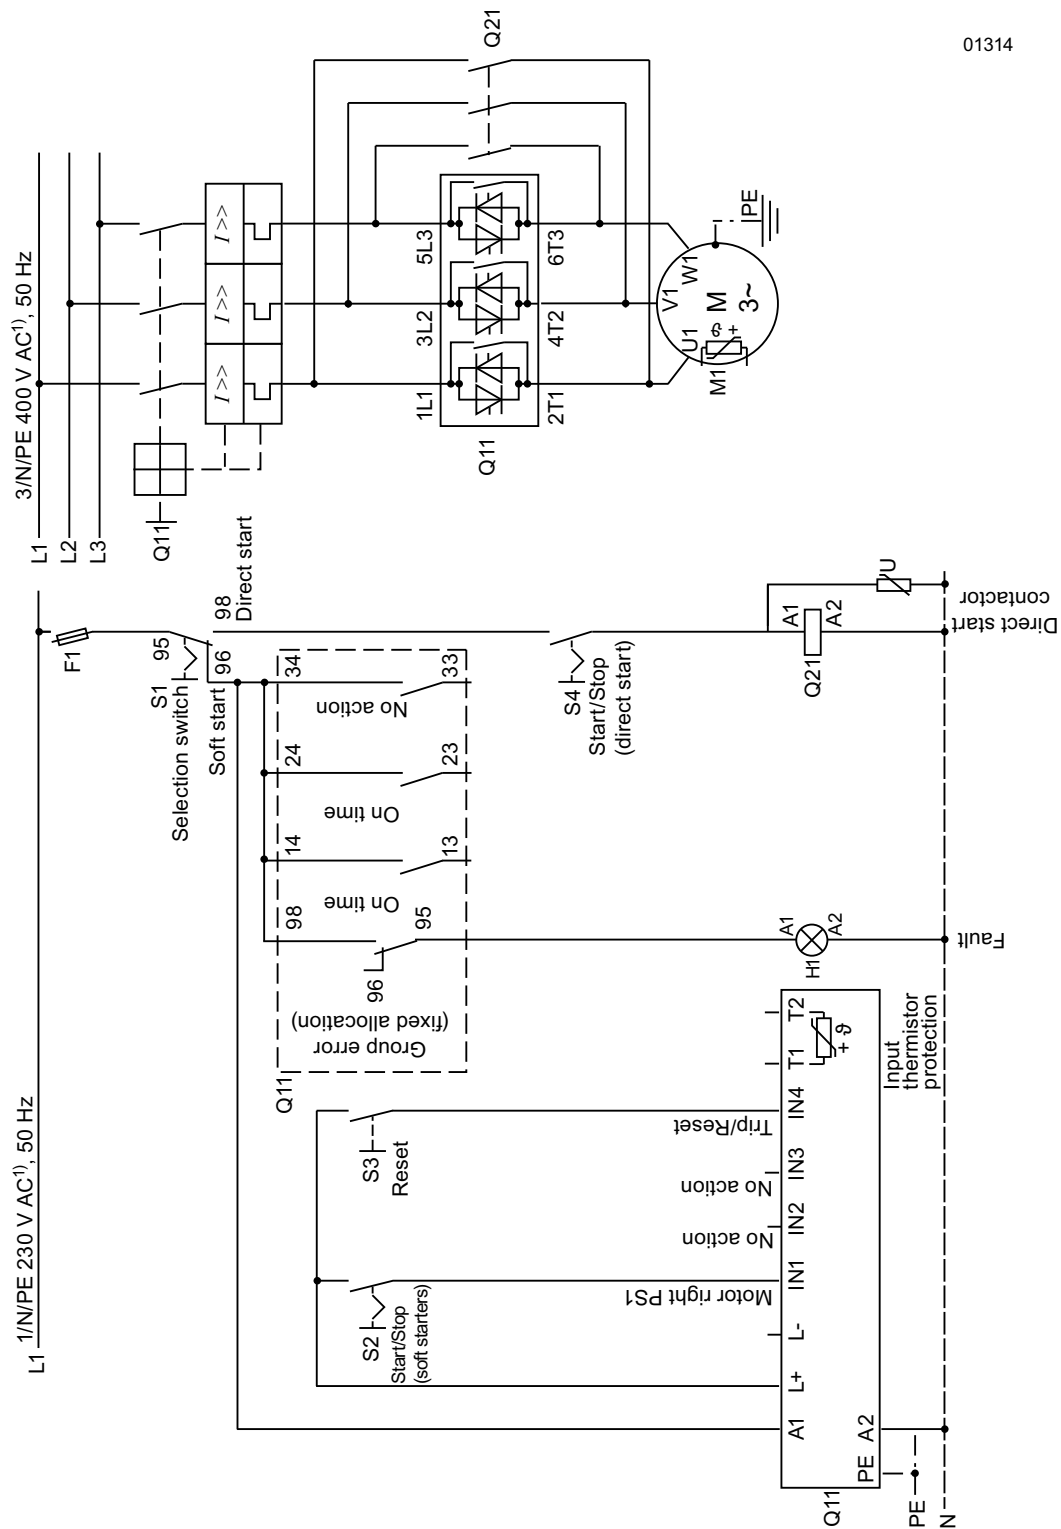 01314
L1 1/N/PE 230 V AC1), 50 Hz
L1
L2
L3
3/N/PE 400 V AC1), 50 Hz
F1
95
S1
96
98
Direct start
Selection switch
Soft start
Q11
Group error
(fixed allocation)
96
98
95
On time
14
13
On time
24
23
No action
34
33
S4
Start/Stop
(direct start)
S2
Start/Stop
(soft starters)
S3
Reset
Motor right PS1
No action
No action
Trip/Reset
A1
L+
L-
IN1
IN2
IN3
IN4
T1
T2
+ ϑ
PE
A2
Q11
Input
thermistor
protection
PE
N
H1
A1
A2
Fault
Q21
A1
A2
U
Direct start
contactor
Q11
I >>
I >>
I >>
Q21
1L1
3L2
5L3
Q11
2T1
4T2
6T3
M1
U1
V1
W1
ϑ +
M
3~
PE